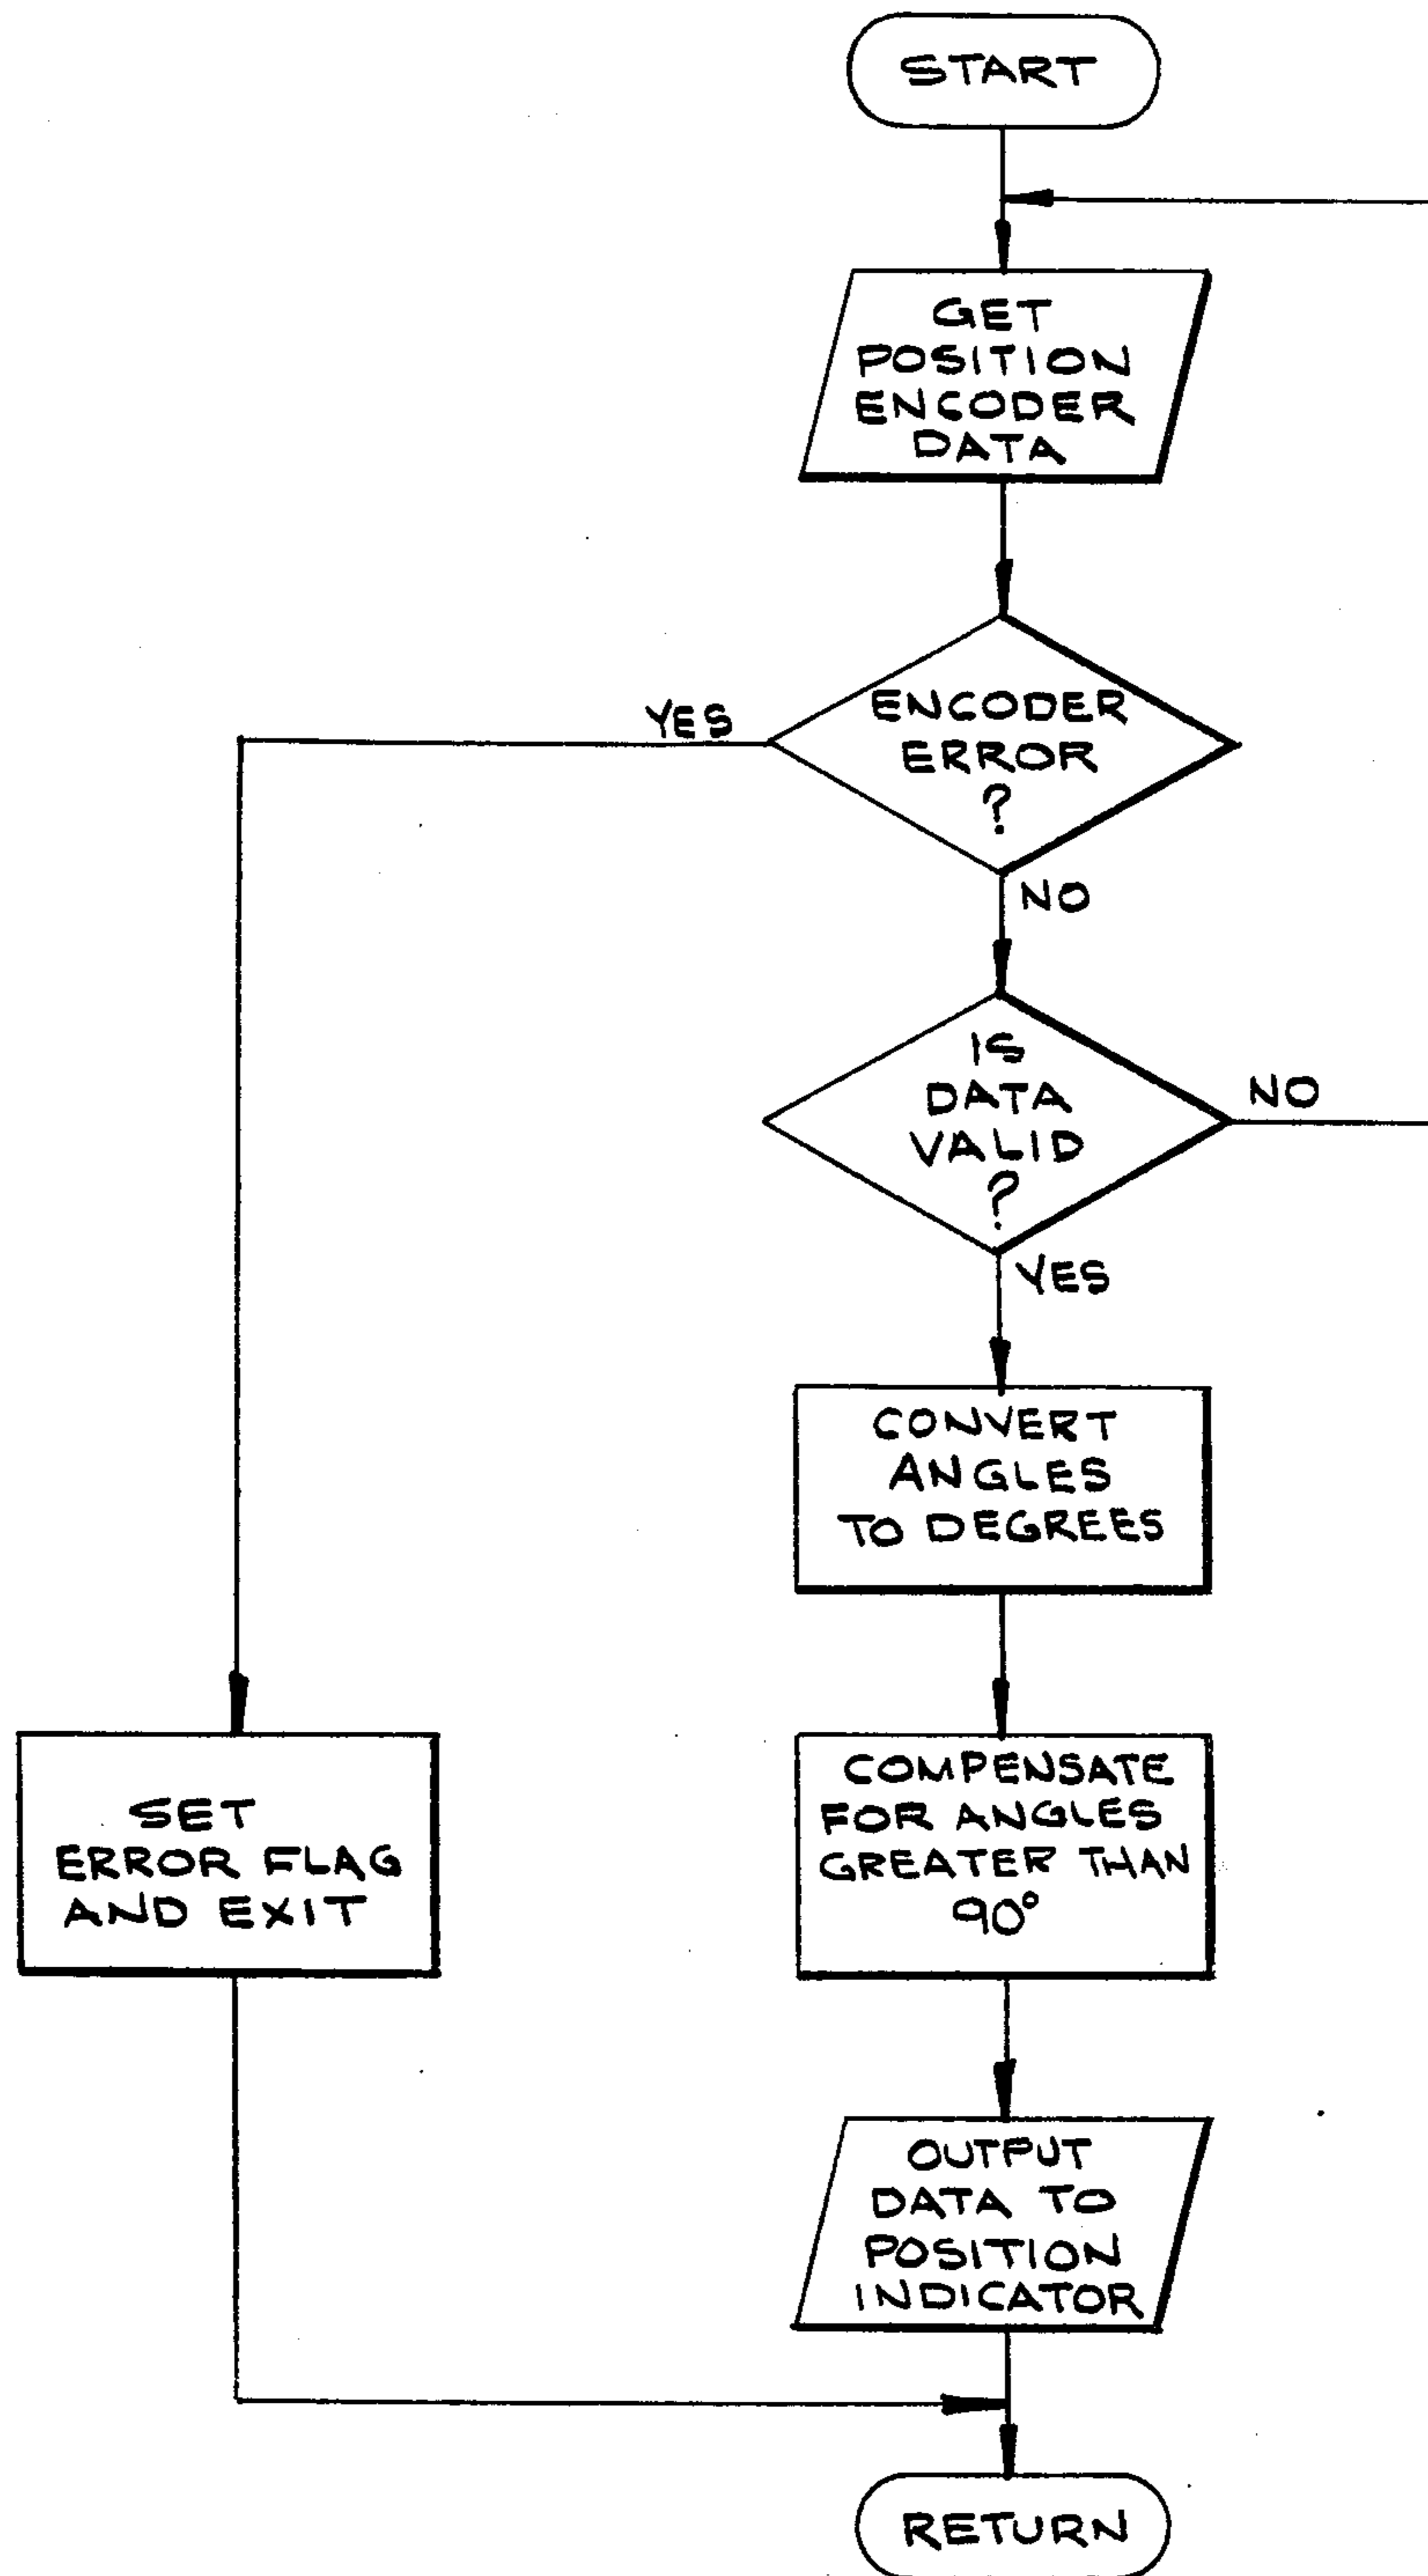 START
GET
POSITION
ENCODER
DATA
ENCODER
ERROR
?
YES
NO
IS
DATA
VALID
?
NO
YES
CONVERT
ANGLES
TO DEGREES
SET
ERROR FLAG
AND EXIT
COMPENSATE
FOR ANGLES
GREATER THAN
90°
OUTPUT
DATA TO
POSITION
INDICATOR
RETURN